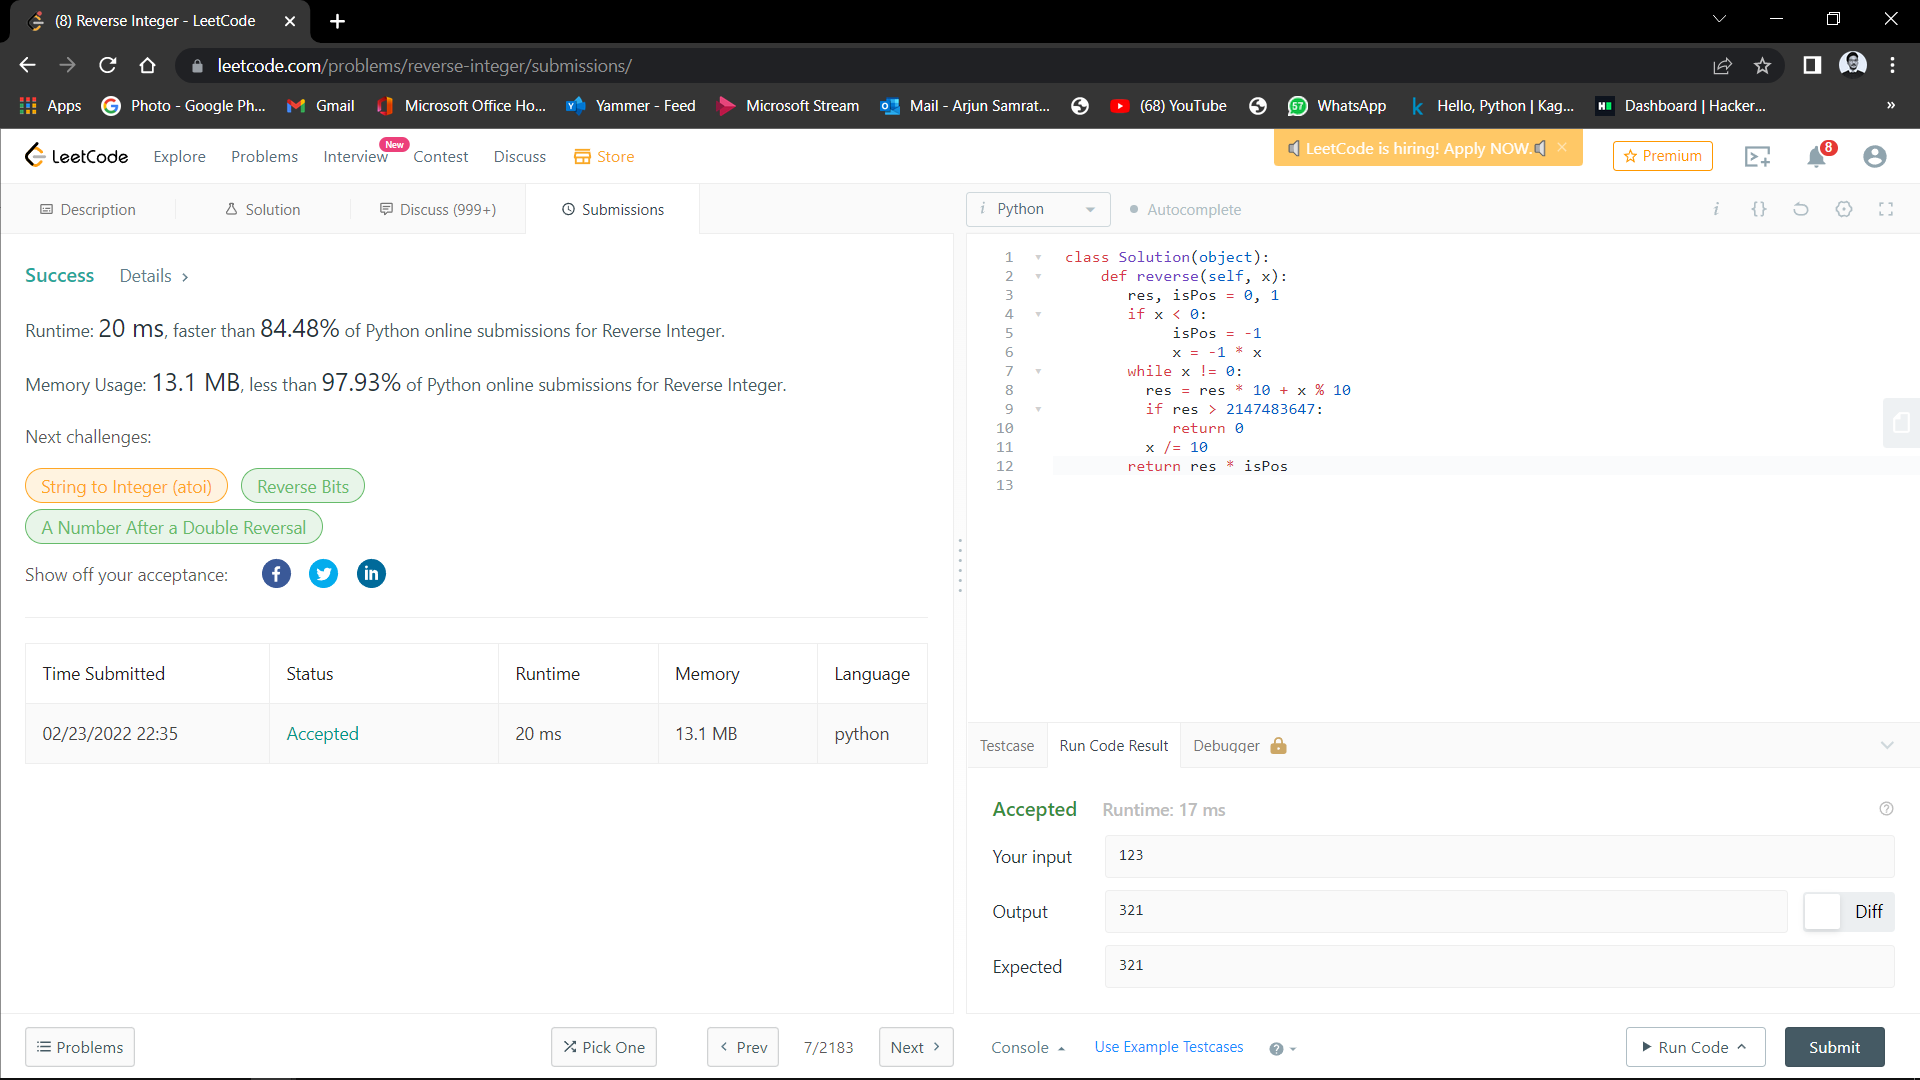 (8) Reverse Integer - LeetCode
leetcode.com/problems/reverse-integer/submissions/
Apps Photo - Google Ph... Gmail Microsoft Office Ho... Yammer - Feed Microsoft Stream Mail - Arjun Samrat... (68) YouTube 57 WhatsApp Hello, Python | Kag... Dashboard | Hacker... »
LeetCode Explore Problems Interview New Contest Discuss Store LeetCode is hiring! Apply NOW. Premium 8
Description Solution Discuss (999+) Submissions
Success Details >
Runtime: 20 ms, faster than 84.48% of Python online submissions for Reverse Integer.
Memory Usage: 13.1 MB, less than 97.93% of Python online submissions for Reverse Integer.
Next challenges:
String to Integer (atoi) Reverse Bits
A Number After a Double Reversal
Show off your acceptance:
Time Submitted Status Runtime Memory Language
02/23/2022 22:35 Accepted 20 ms 13.1 MB python
Problems Pick One Prev 7/2183 Next
i Python Autocomplete i {}
1 class Solution(object):
2 def reverse(self, x):
3 res, isPos = 0, 1
4 if x < 0:
5 isPos = -1
6 x = -1 * x
7 while x != 0:
8 res = res * 10 + x % 10
9 if res > 2147483647:
10 return 0
11 x /= 10
12 return res * isPos
13
Testcase Run Code Result Debugger
Accepted Runtime: 17 ms
Your input 123
Output 321 Diff
Expected 321
Console Use Example Testcases Run Code Submit